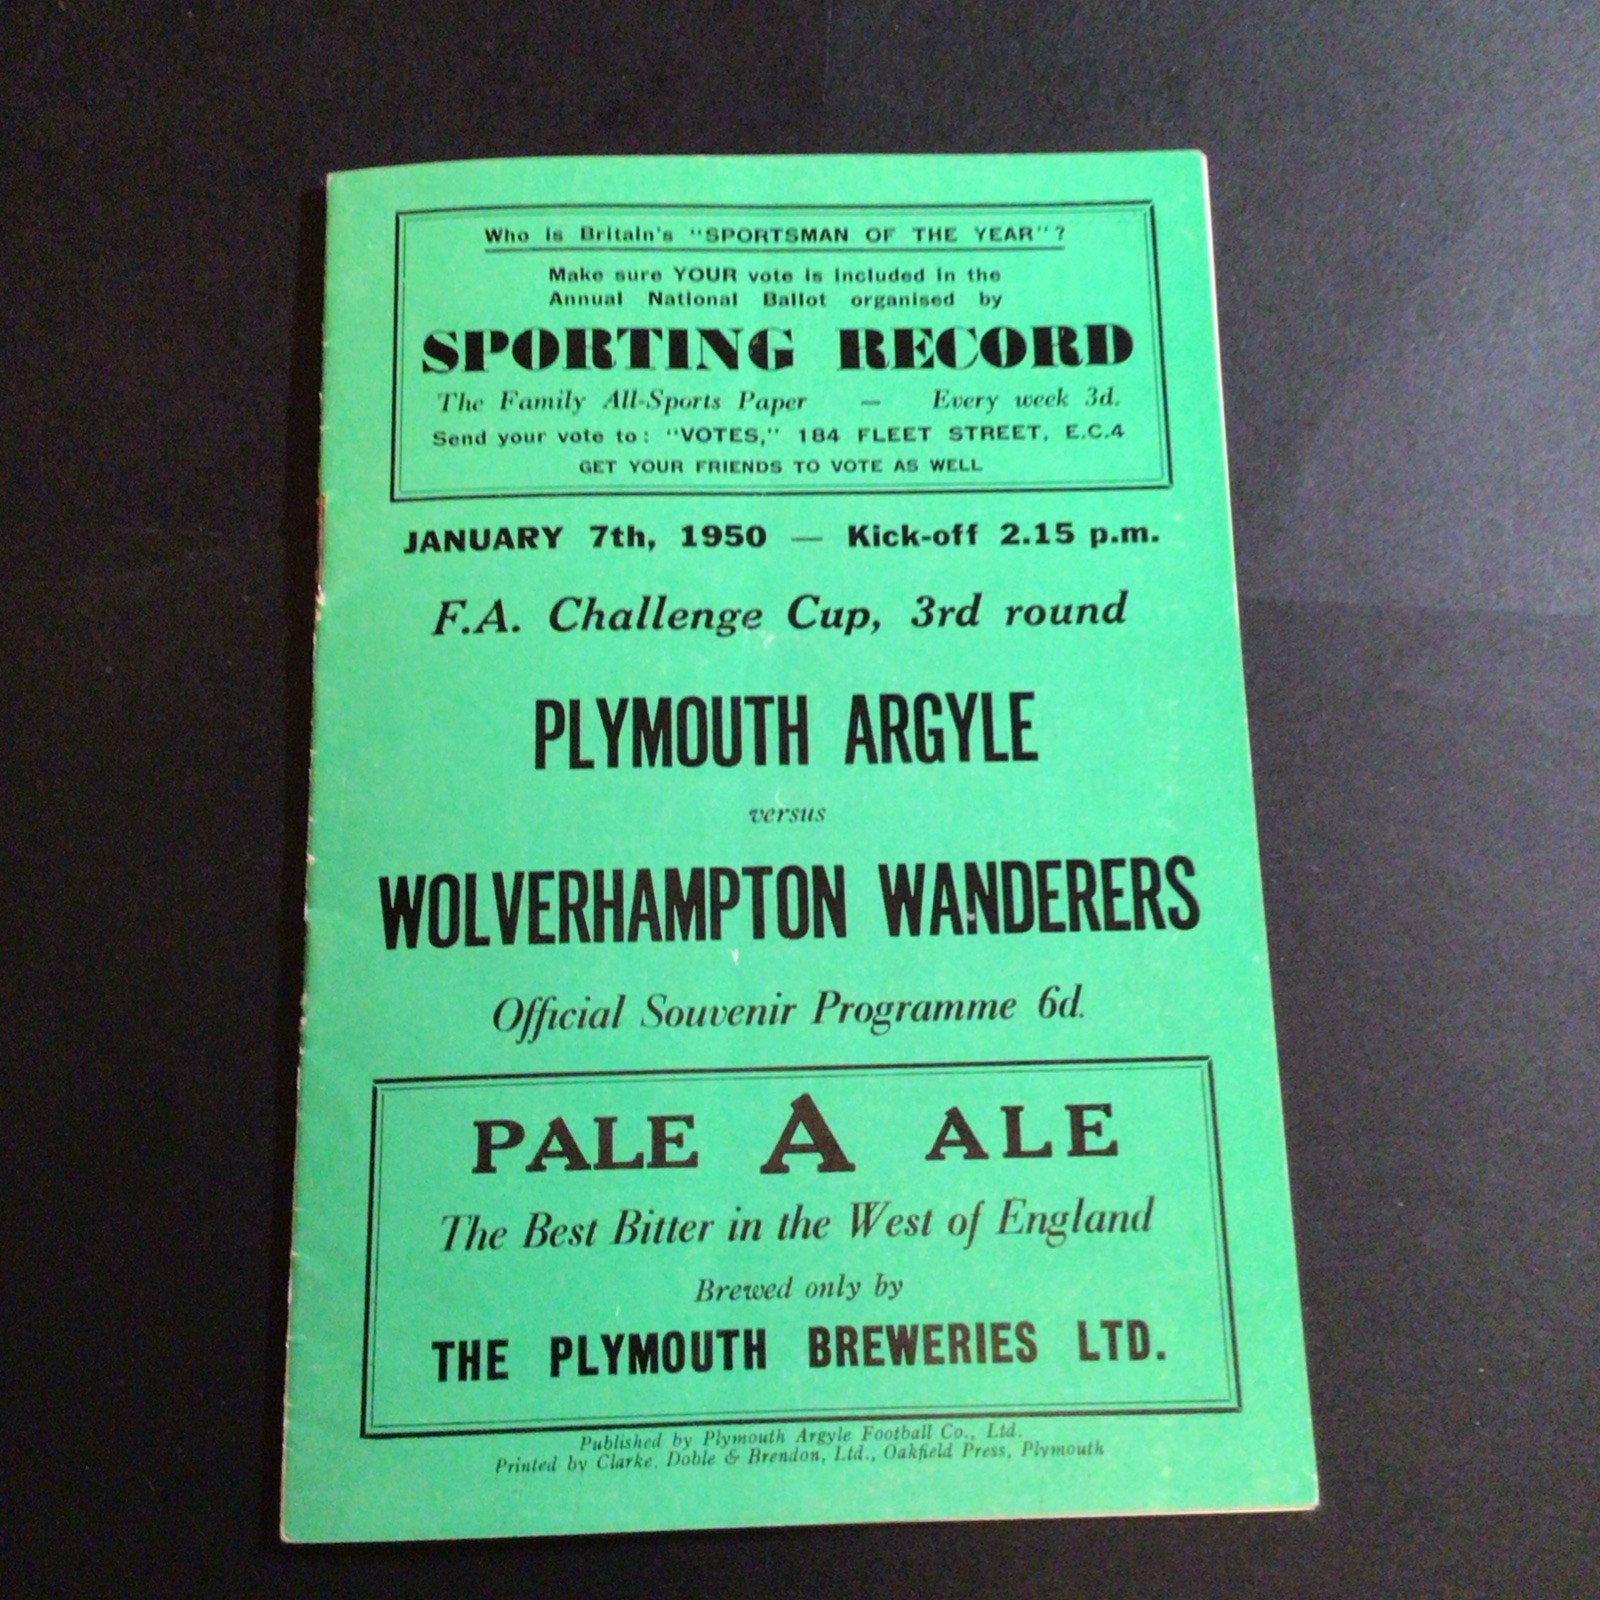 Who is Britain's "SPORTSMAN OF THE YEAR"?
Make sure YOUR vote is included in the
Annual National Ballot organised by
SPORTING RECORD
The Family All-Sports Paper — Every week 3d.
Send your vote to: "VOTES," 184 FLEET STREET, E.C.4
GET YOUR FRIENDS TO VOTE AS WELL
JANUARY 7th, 1950 — Kick-off 2.15 p.m.
F.A. Challenge Cup, 3rd round
PLYMOUTH ARGYLE
versus
WOLVERHAMPTON WANDERERS
Official Souvenir Programme 6d.
PALE A ALE
The Best Bitter in the West of England
Brewed only by
THE PLYMOUTH BREWERIES LTD.
Published by Plymouth Argyle Football Co., Ltd.
Printed by Clarke, Doble & Brendon, Ltd., Oakfield Press, Plymouth